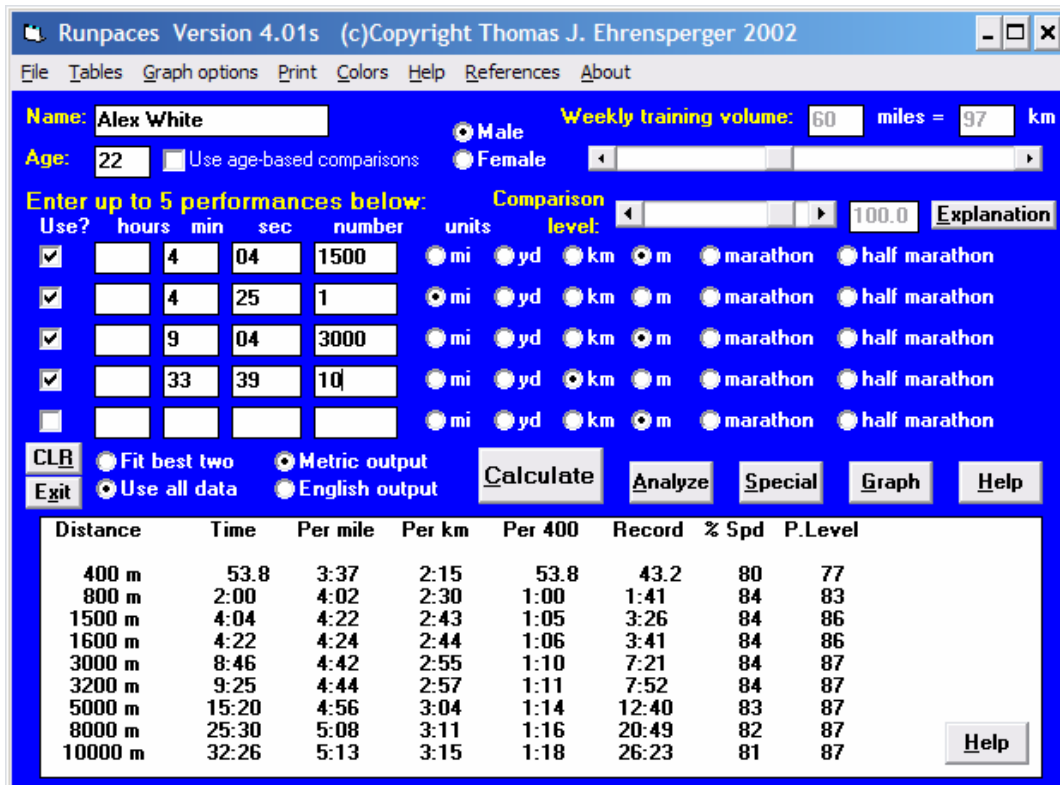 Runpaces Version 4.01s (c)Copyright Thomas J. Ehrensperger 2002
File Tables Graph options Print Colors Help References About
Name: Alex White Male Weekly training volume: 60 miles = 97 km
Age: 22 Use age-based comparisons Female
Enter up to 5 performances below: Comparison level: 100.0 Explanation
Use? hours min sec number units
4 04 1500 mi yd km m marathon half marathon
4 25 1 mi yd km m marathon half marathon
9 04 3000 mi yd km m marathon half marathon
33 39 10 mi yd km m marathon half marathon
mi yd km m marathon half marathon
CLR Fit best two Metric output Calculate Analyze Special Graph Help
Exit Use all data English output
Distance Time Per mile Per km Per 400 Record % Spd P.Level
400 m 53.8 3:37 2:15 53.8 43.2 80 77
800 m 2:00 4:02 2:30 1:00 1:41 84 83
1500 m 4:04 4:22 2:43 1:05 3:26 84 86
1600 m 4:22 4:24 2:44 1:06 3:41 84 86
3000 m 8:46 4:42 2:55 1:10 7:21 84 87
3200 m 9:25 4:44 2:57 1:11 7:52 84 87
5000 m 15:20 4:56 3:04 1:14 12:40 83 87
8000 m 25:30 5:08 3:11 1:16 20:49 82 87
10000 m 32:26 5:13 3:15 1:18 26:23 81 87
Help